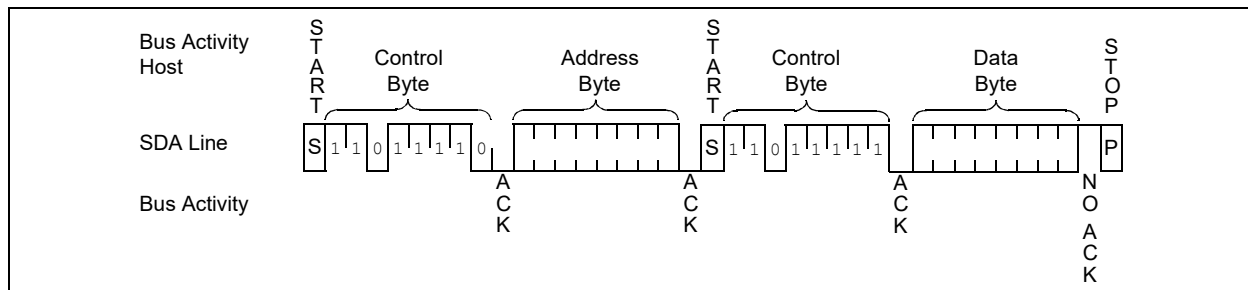 Bus Activity
Host
START
Control
Byte
Address
Byte
START
Control
Byte
Data
Byte
STOP
SDA Line
S 1 1 0 1 1 1 1 0
S 1 1 0 1 1 1 1 1
P
Bus Activity
ACK
ACK
ACK
NO ACK